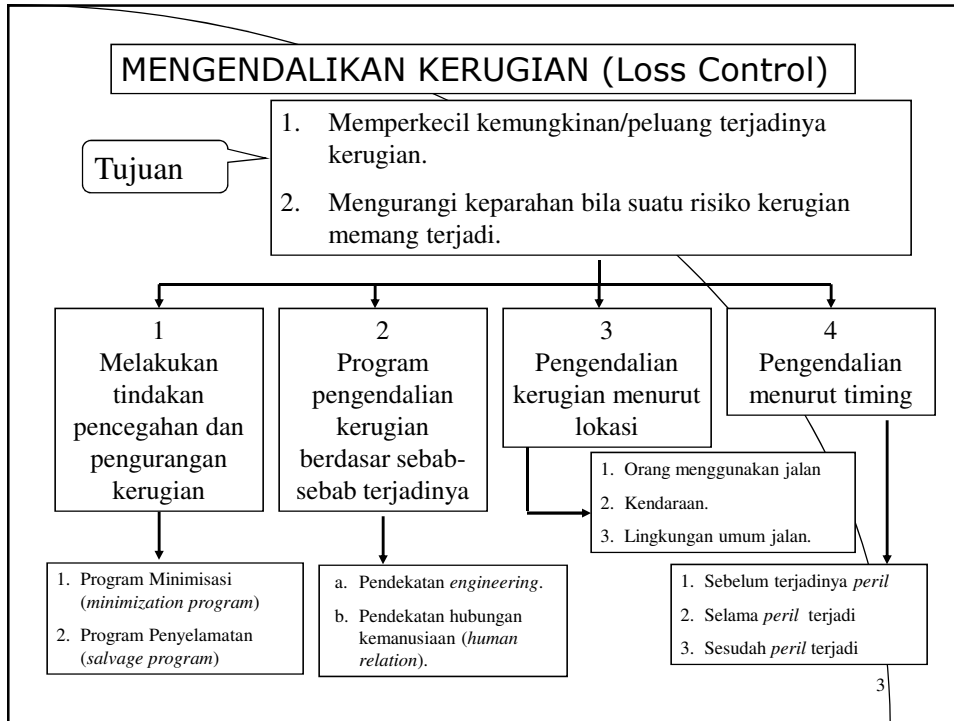 MENGENDALIKAN KERUGIAN (Loss Control)
Tujuan
1. Memperkecil kemungkinan/peluang terjadinya
kerugian.
2. Mengurangi keparahan bila suatu risiko kerugian
memang terjadi.
1
Melakukan
tindakan
pencegahan dan
pengurangan
kerugian
2
Program
pengendalian
kerugian
berdasar sebab-
sebab terjadinya
3
Pengendalian
kerugian menurut
lokasi
4
Pengendalian
menurut timing
1. Orang menggunakan jalan
2. Kendaraan.
3. Lingkungan umum jalan.
1. Program Minimisasi
(minimization program)
2. Program Penyelamatan
(salvage program)
a. Pendekatan engineering.
b. Pendekatan hubungan
kemanusiaan (human
relation).
1. Sebelum terjadinya peril
2. Selama peril terjadi
3. Sesudah peril terjadi
3